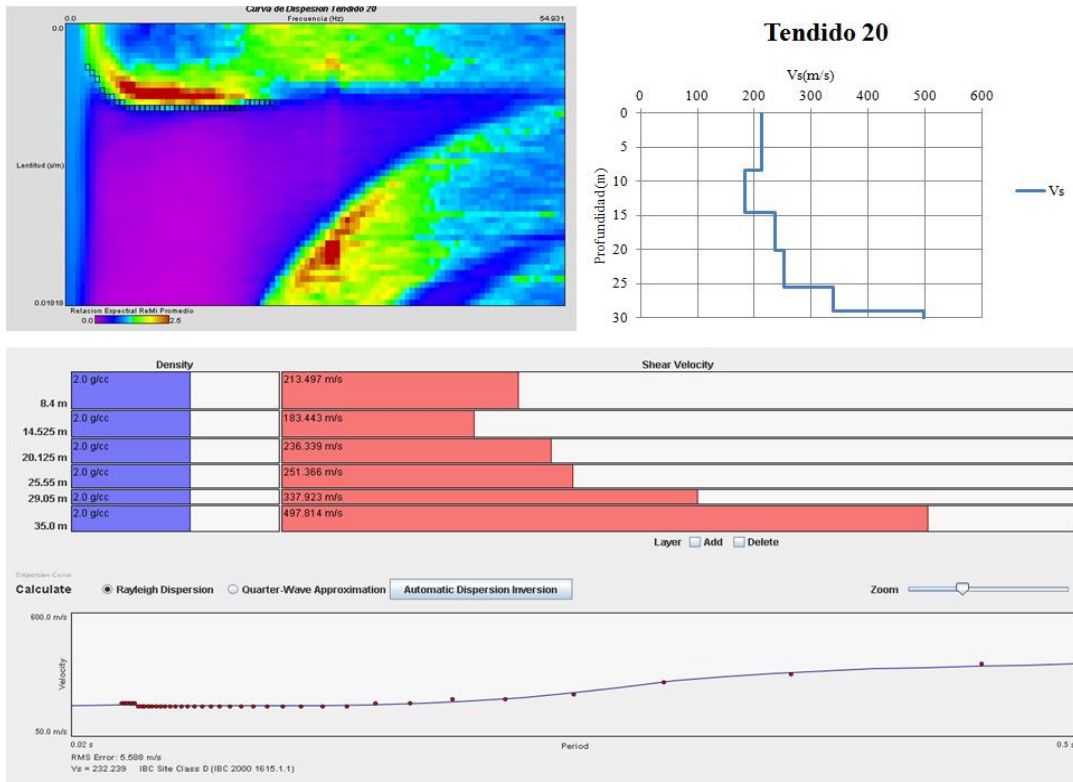 Curva de Dispesión Tendido 20
0.0 Frecuencia (Hz) 54.931
0.0
Lentitud (s/m)
0.01018
Relacion Espectral ReMi Promedio
0.0 2.5
Tendido 20
Vs(m/s)
0 100 200 300 400 500 600
0
5
10
15
20
25
30
Profundidad(m)
Vs
Density Shear Velocity
2.0 g/cc 213.497 m/s
8.4 m
2.0 g/cc 183.443 m/s
14.525 m
2.0 g/cc 236.339 m/s
20.125 m
2.0 g/cc 251.366 m/s
25.55 m
2.0 g/cc 337.923 m/s
29.05 m
2.0 g/cc 497.814 m/s
35.0 m
Layer Add Delete
Dispersion Curve
Calculate Rayleigh Dispersion Quarter-Wave Approximation Automatic Dispersion Inversion Zoom
600.0 m/s
Velocity
50.0 m/s
0.02 s Period 0.5 s
RMS Error: 5.588 m/s
Vs = 232.239 IBC Site Class D (IBC 2000 1615.1.1)